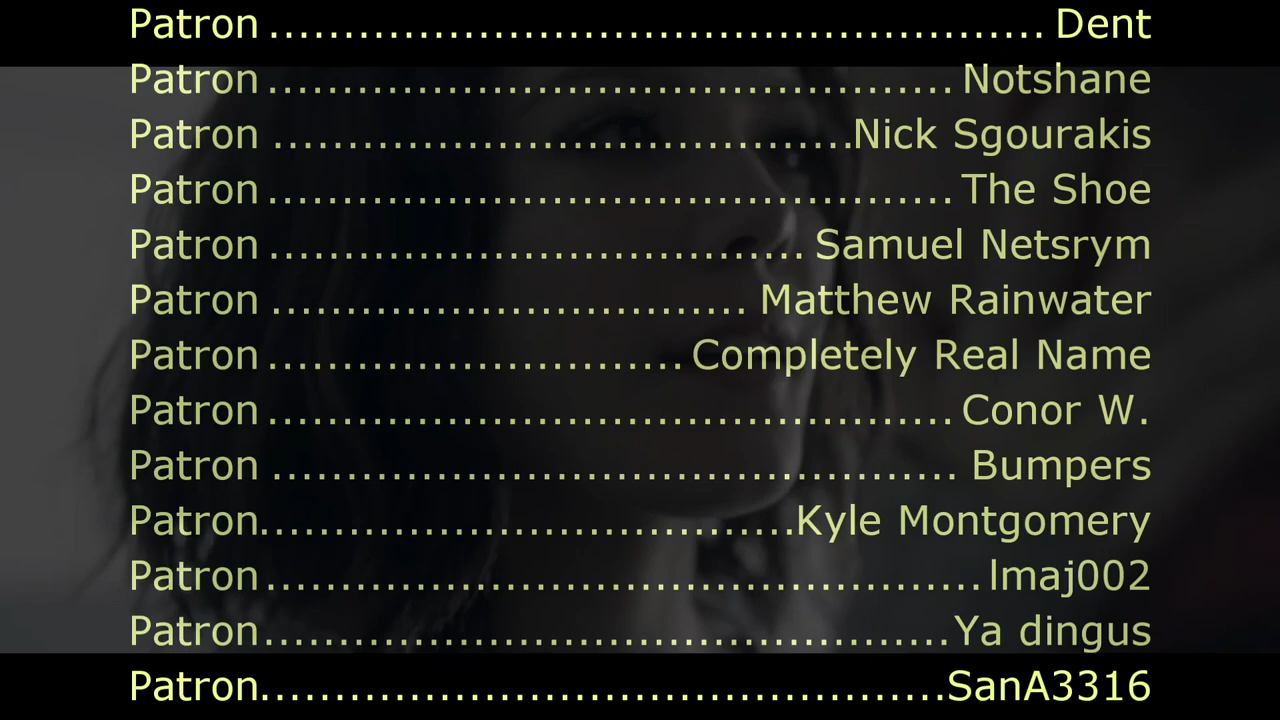 Patron .................................................... Dent
Patron .............................................. Notshane
Patron .......................................Nick Sgourakis
Patron .............................................. The Shoe
Patron .................................... Samuel Netsrym
Patron ................................ Matthew Rainwater
Patron ............................ Completely Real Name
Patron .............................................. Conor W.
Patron .............................................. Bumpers
Patron....................................Kyle Montgomery
Patron ................................................ lmaj002
Patron.............................................. Ya dingus
Patron..............................................SanA3316